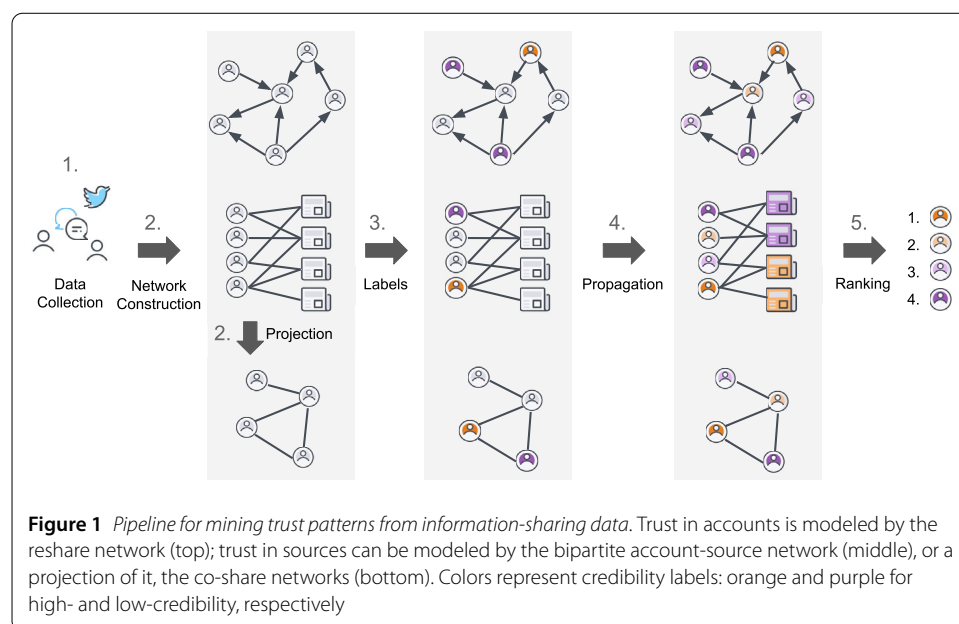 1.
2.
Data
Collection
Network
Construction
2.
Projection
3.
Labels
4.
Propagation
5.
Ranking
1.
2.
3.
4.
Figure 1 Pipeline for mining trust patterns from information-sharing data. Trust in accounts is modeled by the
reshare network (top); trust in sources can be modeled by the bipartite account-source network (middle), or a
projection of it, the co-share networks (bottom). Colors represent credibility labels: orange and purple for
high- and low-credibility, respectively